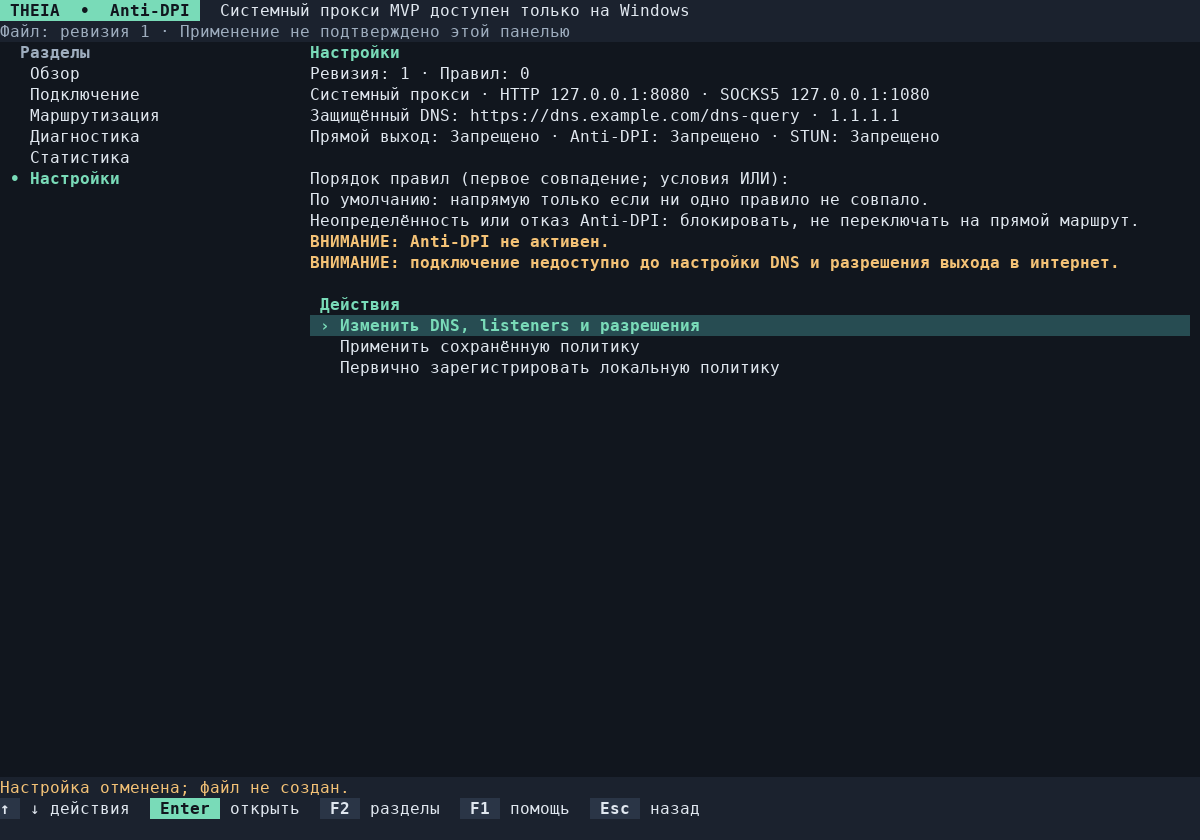 THEIA • Anti-DPI Системный прокси MVP доступен только на Windows
Файл: ревизия 1 · Применение не подтверждено этой панелью
Разделы
Обзор
Подключение
Маршрутизация
Диагностика
Статистика
• Настройки
Настройки
Ревизия: 1 · Правил: 0
Системный прокси · HTTP 127.0.0.1:8080 · SOCKS5 127.0.0.1:1080
Защищённый DNS: https://dns.example.com/dns-query · 1.1.1.1
Прямой выход: Запрещено · Anti-DPI: Запрещено · STUN: Запрещено
Порядок правил (первое совпадение; условия ИЛИ):
По умолчанию: напрямую только если ни одно правило не совпало.
Неопределённость или отказ Anti-DPI: блокировать, не переключать на прямой маршрут.
ВНИМАНИЕ: Anti-DPI не активен.
ВНИМАНИЕ: подключение недоступно до настройки DNS и разрешения выхода в интернет.
Действия
› Изменить DNS, listeners и разрешения
Применить сохранённую политику
Первично зарегистрировать локальную политику
Настройка отменена; файл не создан.
↑ ↓ действия Enter открыть F2 разделы F1 помощь Esc назад